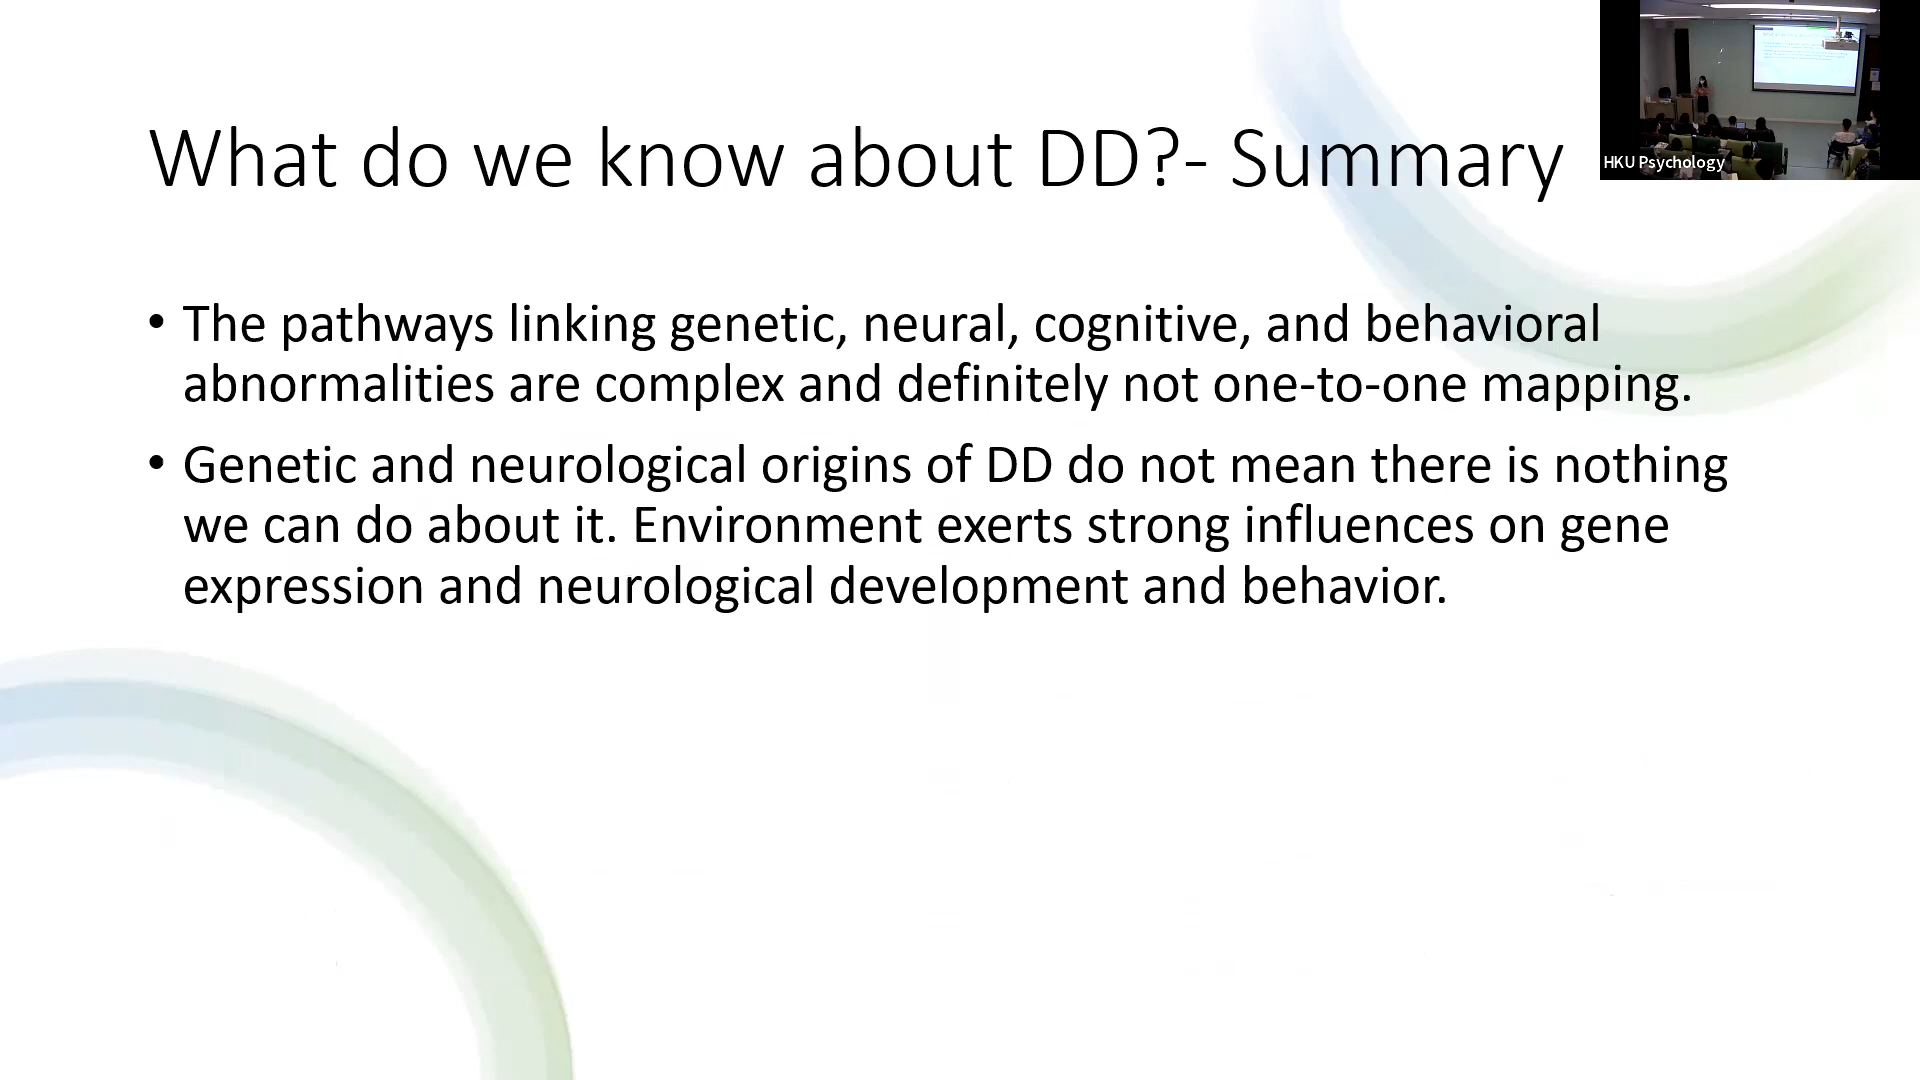 What do we know about DD?- Summary
HKU Psychology
• The pathways linking genetic, neural, cognitive, and behavioral
abnormalities are complex and definitely not one-to-one mapping.
• Genetic and neurological origins of DD do not mean there is nothing
we can do about it. Environment exerts strong influences on gene
expression and neurological development and behavior.